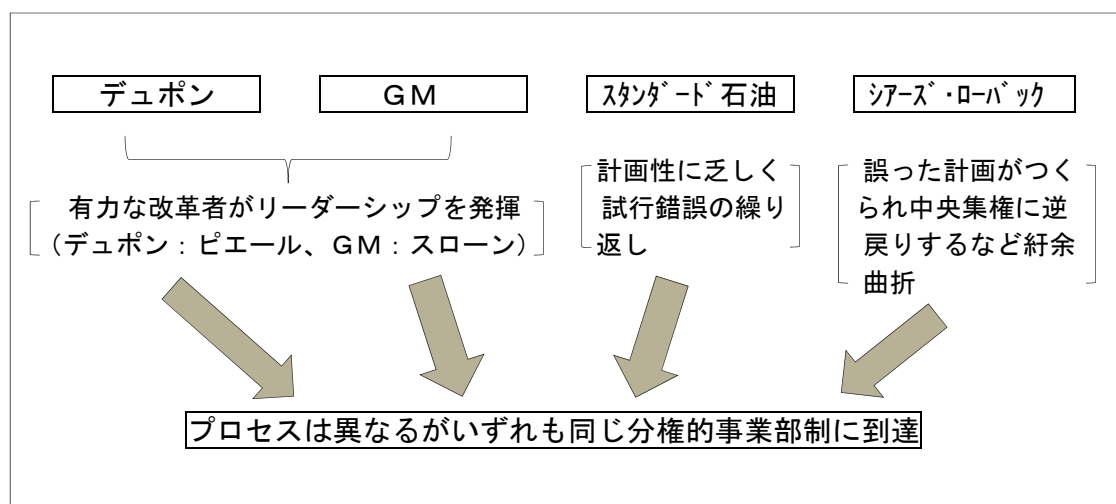 デュポン
ＧＭ
ｽﾀﾝﾀﾞｰﾄﾞ石油
ｼｱｰｽﾞ・ﾛｰﾊﾞｯｸ
有力な改革者がリーダーシップを発揮
（デュポン：ピエール、ＧＭ：スローン）
計画性に乏しく
試行錯誤の繰り
返し
誤った計画がつく
られ中央集権に逆
戻りするなど紆余
曲折
プロセスは異なるがいずれも同じ分権的事業部制に到達